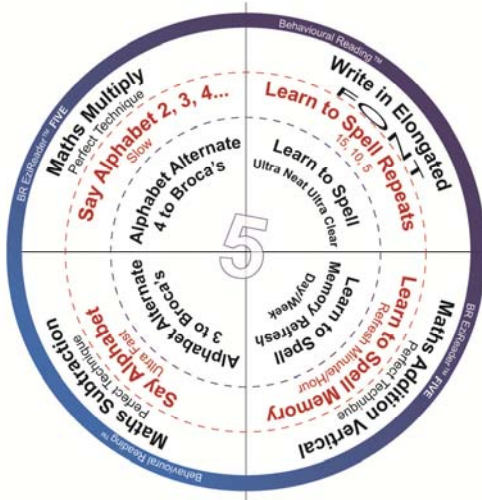 Behavioural Reading™
BR EziReader™ FIVE
Maths Multiply
Perfect Technique
Say Alphabet 2, 3, 4...
Slow
Alphabet Alternate
4 to Broca's
Write in Elongated
FONT
Learn to Spell Repeats
15, 10, 5
Learn to Spell
Ultra Neat Ultra Clear
5
Alphabet Alternate
3 to Broca's
Say Alphabet
Ultra Fast
Maths Subtraction
Perfect Technique
Learn to Spell
Memory Refresh
Day/Week
Learn to Spell Memory
Refresh Minute/Hour
Maths Addition Vertical
Perfect Technique
BR EziReader™ FIVE
Behavioural Reading™